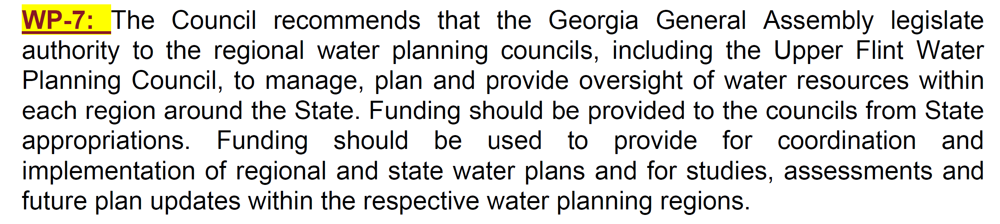 WP-7: The Council recommends that the Georgia General Assembly legislate
authority to the regional water planning councils, including the Upper Flint Water
Planning Council, to manage, plan and provide oversight of water resources within
each region around the State. Funding should be provided to the councils from State
appropriations. Funding should be used to provide for coordination and
implementation of regional and state water plans and for studies, assessments and
future plan updates within the respective water planning regions.